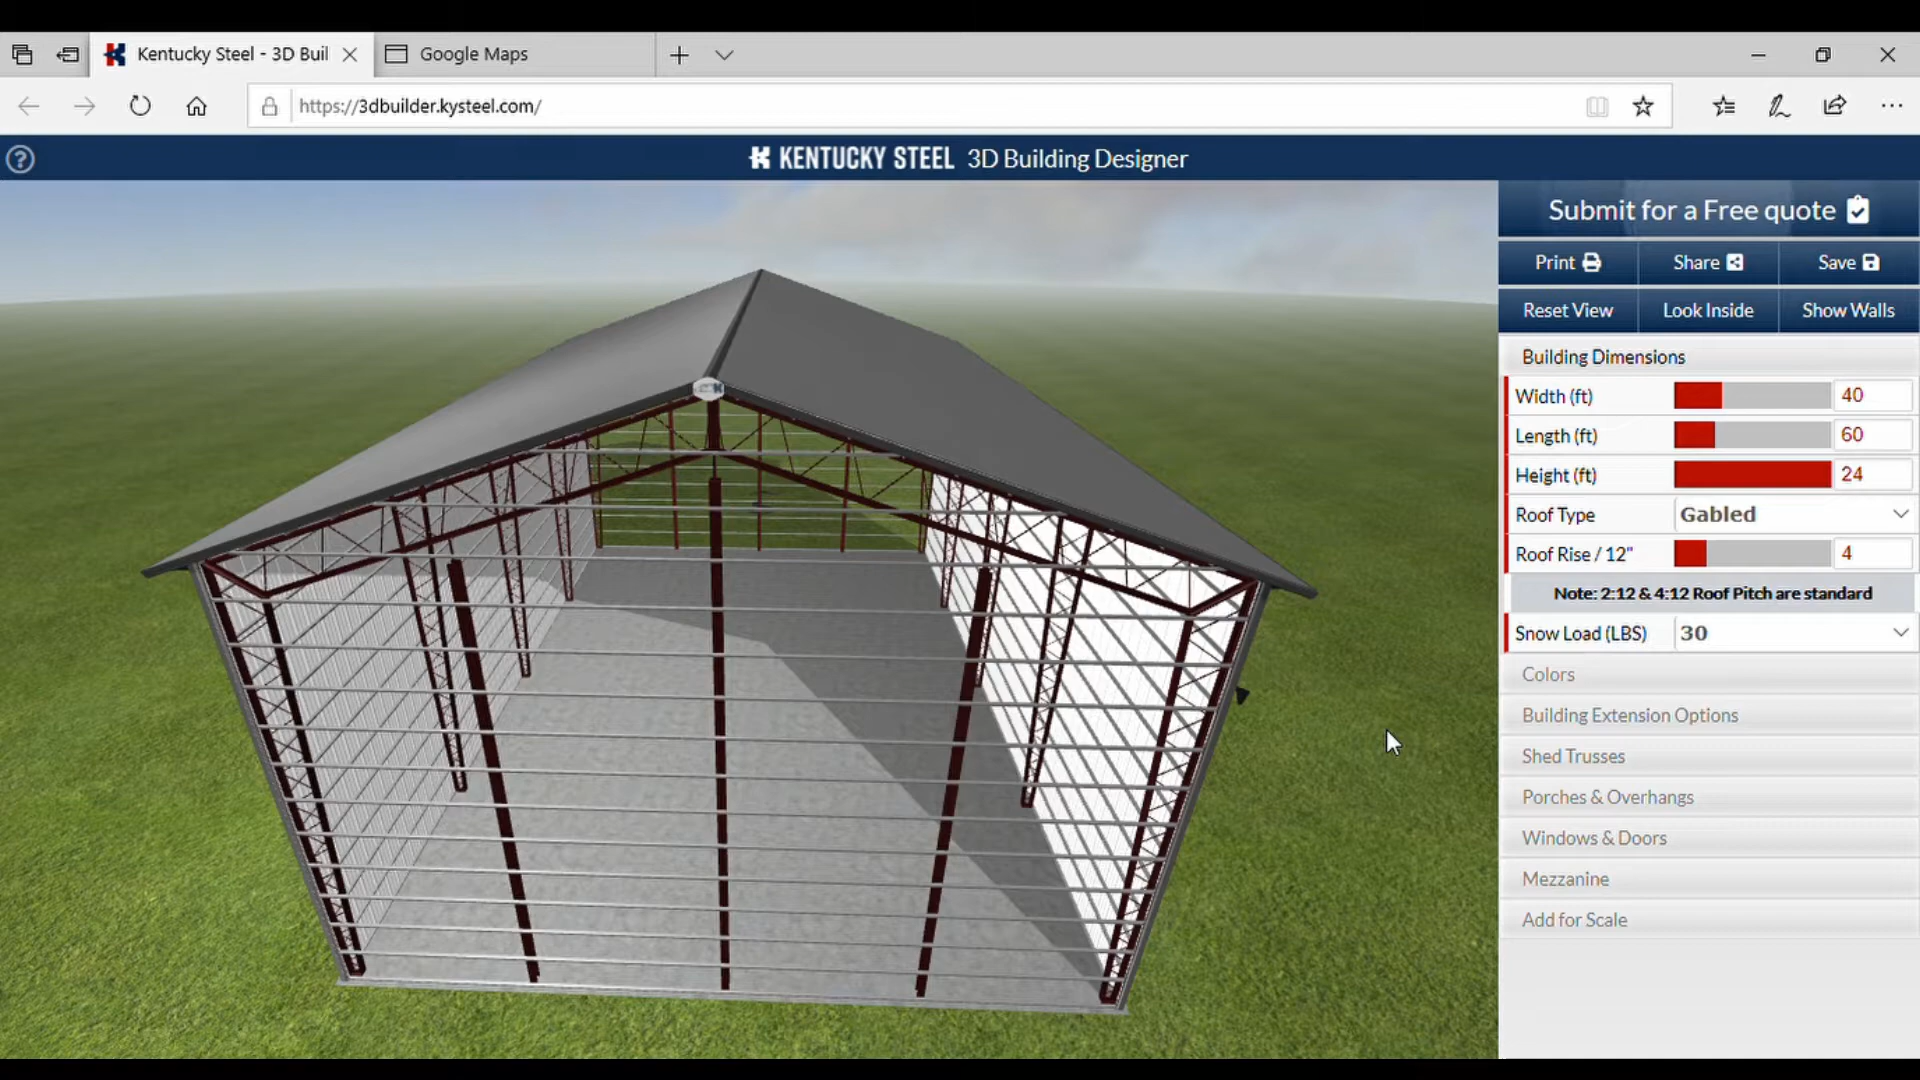 Kentucky Steel - 3D Buil
Google Maps
https://3dbuilder.kysteel.com/
KENTUCKY STEEL 3D Building Designer
Submit for a Free quote
Print Share Save
Reset View Look Inside Show Walls
Building Dimensions
Width (ft) 40
Length (ft) 60
Height (ft) 24
Roof Type Gabled
Roof Rise / 12" 4
Note: 2:12 & 4:12 Roof Pitch are standard
Snow Load (LBS) 30
Colors
Building Extension Options
Shed Trusses
Porches & Overhangs
Windows & Doors
Mezzanine
Add for Scale